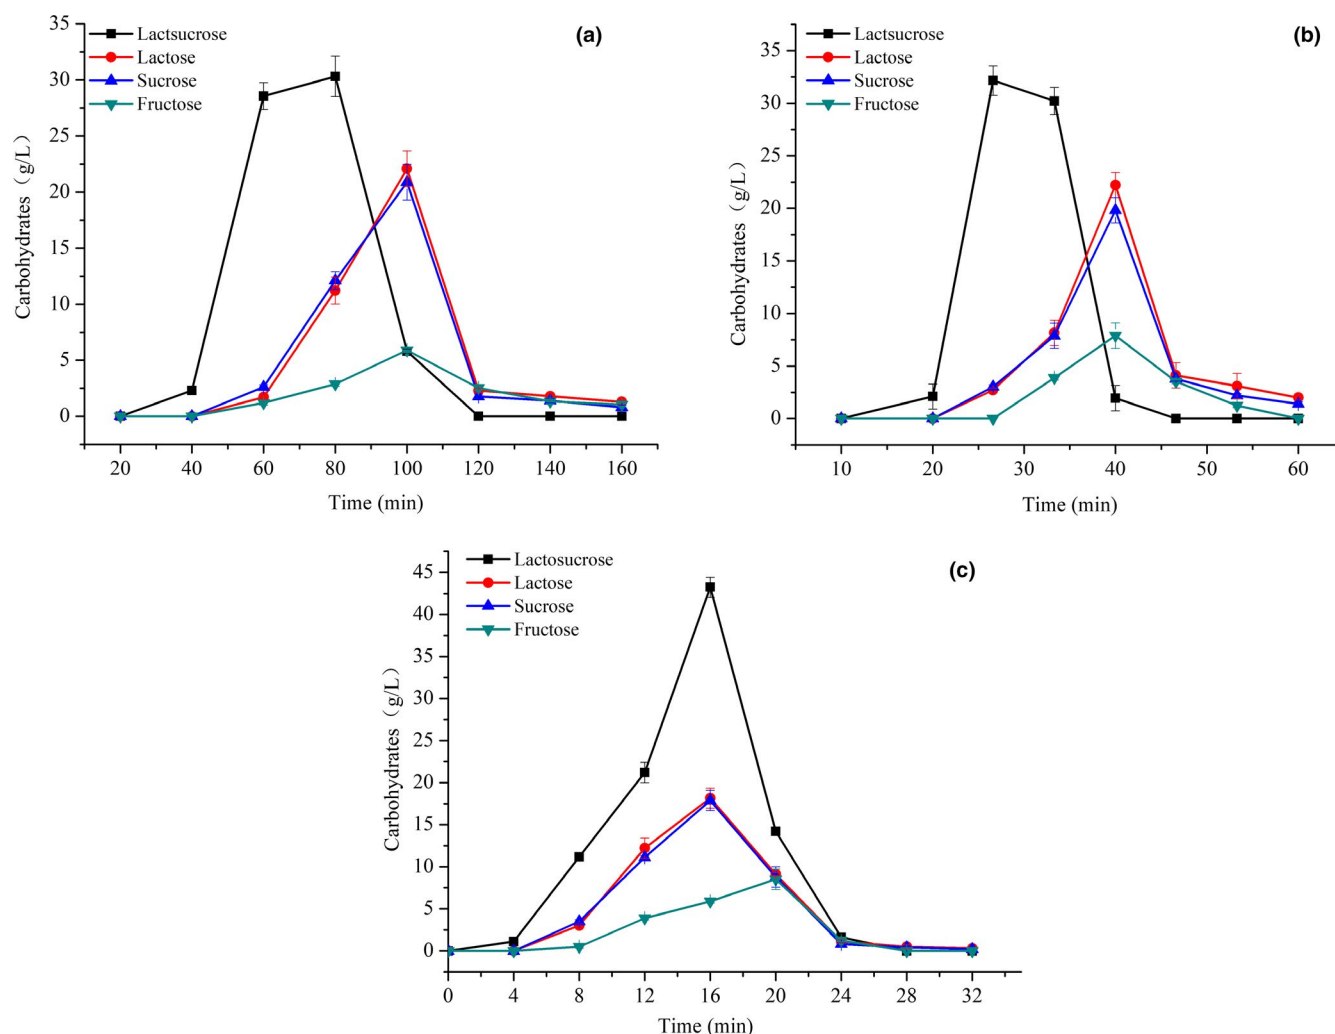 (a)
Lactsucrose
Lactose
Sucrose
Fructose
Carbohydrates（g/L）
35
30
25
20
15
10
5
0
20 40 60 80 100 120 140 160
Time (min)
(b)
Lactsucrose
Lactose
Sucrose
Fructose
Carbohydrates（g/L）
35
30
25
20
15
10
5
0
10 20 30 40 50 60
Time (min)
(c)
Lactosucrose
Lactose
Sucrose
Fructose
Carbohydrates（g/L）
45
40
35
30
25
20
15
10
5
0
0 4 8 12 16 20 24 28 32
Time (min)